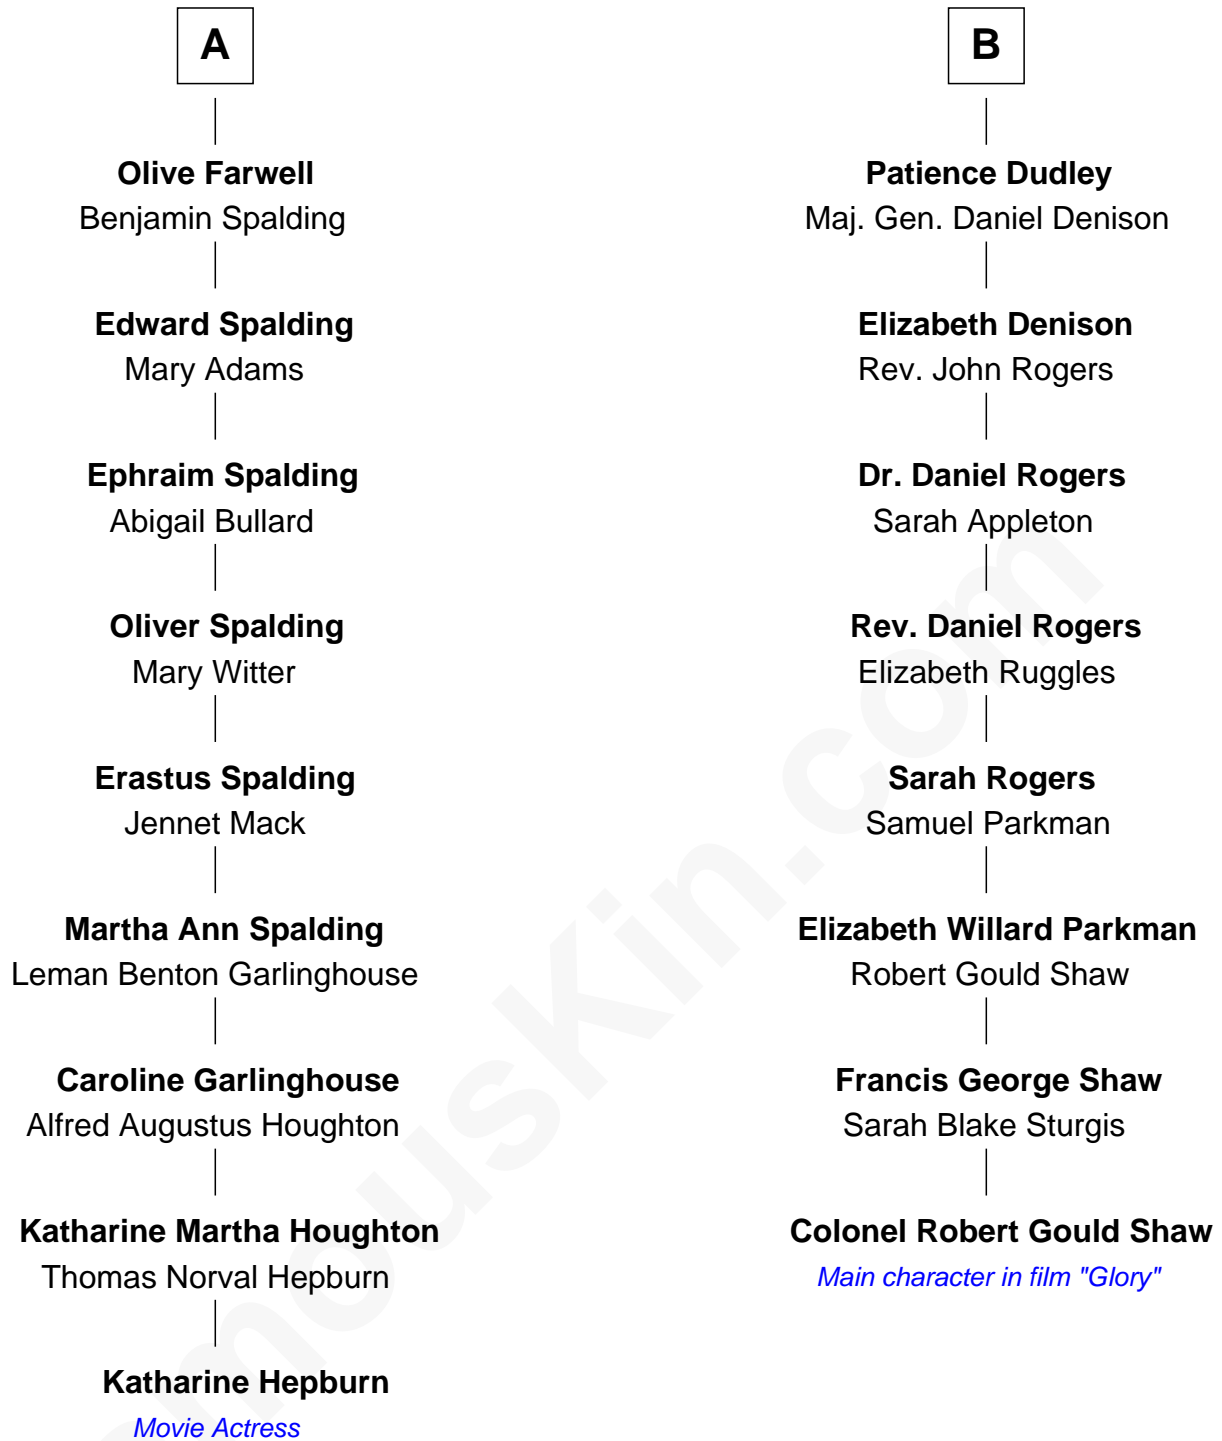 A
Olive Farwell
Benjamin Spalding
Edward Spalding
Mary Adams
Ephraim Spalding
Abigail Bullard
Oliver Spalding
Mary Witter
Erastus Spalding
Jennet Mack
Martha Ann Spalding
Leman Benton Garlinghouse
Caroline Garlinghouse
Alfred Augustus Houghton
Katharine Martha Houghton
Thomas Norval Hepburn
Katharine Hepburn
Movie Actress
B
Patience Dudley
Maj. Gen. Daniel Denison
Elizabeth Denison
Rev. John Rogers
Dr. Daniel Rogers
Sarah Appleton
Rev. Daniel Rogers
Elizabeth Ruggles
Sarah Rogers
Samuel Parkman
Elizabeth Willard Parkman
Robert Gould Shaw
Francis George Shaw
Sarah Blake Sturgis
Colonel Robert Gould Shaw
Main character in film "Glory"
mousKin.com